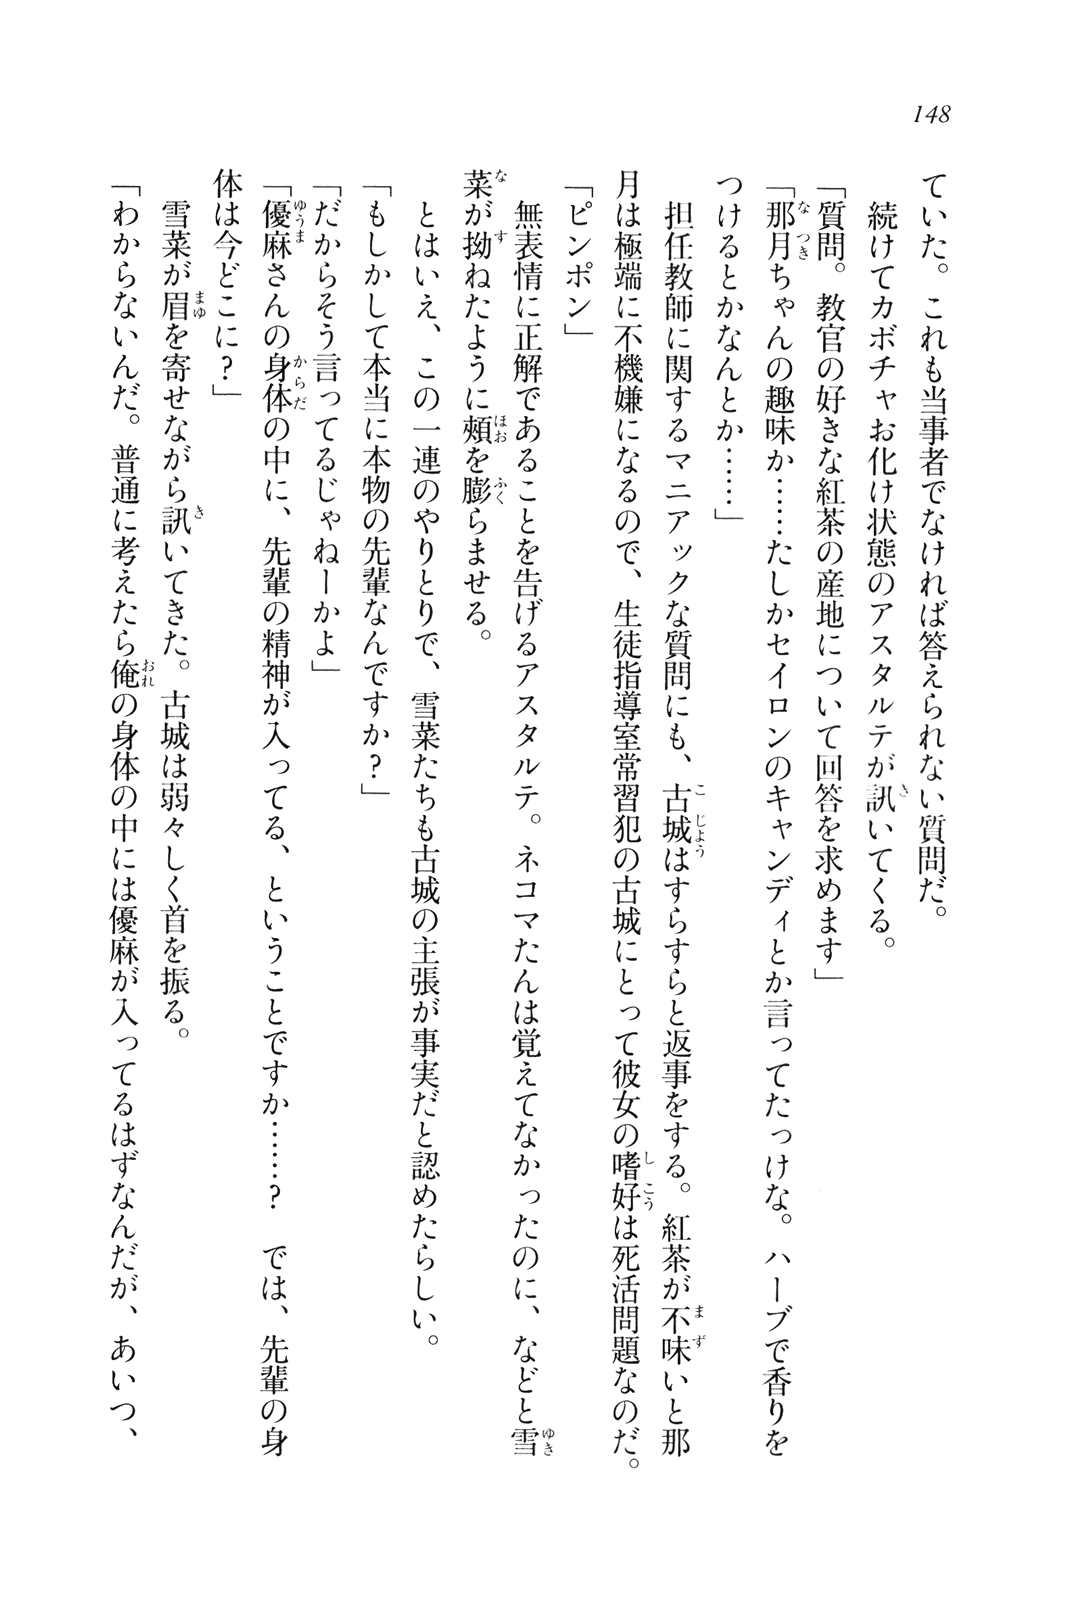 148
ていた。これも当事者でなければ答えられない質問だ。
　続けてカボチャお化け状態のアスタルテが訊いてくる。
「質問。教官の好きな紅茶の産地について回答を求めます」
「那月ちゃんの趣味か……たしかセイロンのキャンディとか言ってたっけな。ハーブで香りを
つけるとかなんとか……」
　担任教師に関するマニアックな質問にも、古城はすらすらと返事をする。紅茶が不味いと那
月は極端に不機嫌になるので、生徒指導室常習犯の古城にとって彼女の嗜好は死活問題なのだ。
「ピンポン」
　無表情に正解であることを告げるアスタルテ。ネコマたんは覚えてなかったのに、などと雪
菜が拗ねたように頬を膨らませる。
　とはいえ、この一連のやりとりで、雪菜たちも古城の主張が事実だと認めたらしい。
「もしかして本当に本物の先輩なんですか？」
「だからそう言ってるじゃねーかよ」
「優麻さんの身体の中に、先輩の精神が入ってる、ということですか……？　では、先輩の身
体は今どこに？」
　雪菜が眉を寄せながら訊いてきた。古城は弱々しく首を振る。
「わからないんだ。普通に考えたら俺の身体の中には優麻が入ってるはずなんだが、あいつ、